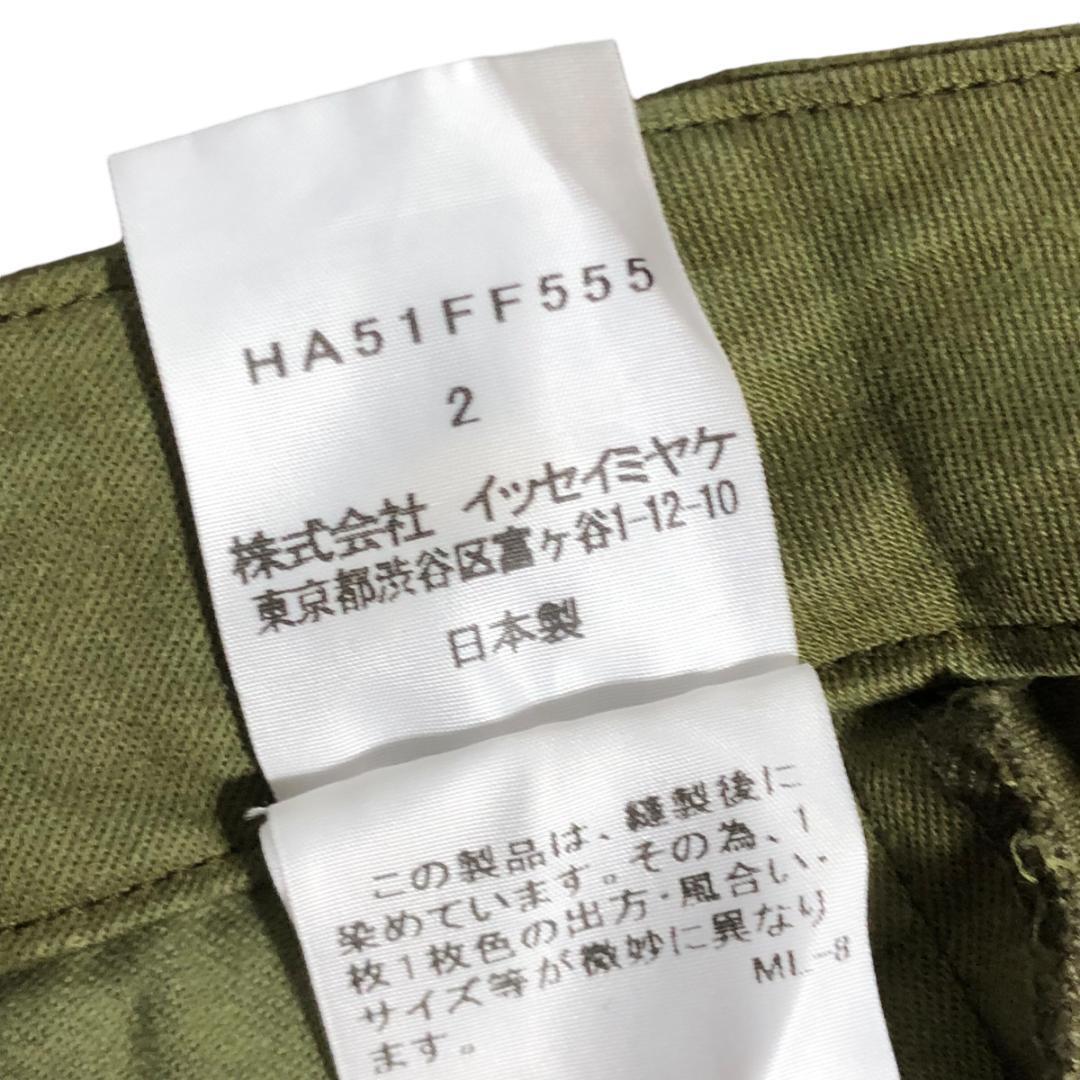 HA51FF555
2
株式会社 イッセイミヤケ
東京都渋谷区富ヶ谷1-12-10
日本製
この製品は、縫製後に
染めています。その為、1
枚1枚色の出方・風合い、
サイズ等が微妙に異なり
ます。
ML-8